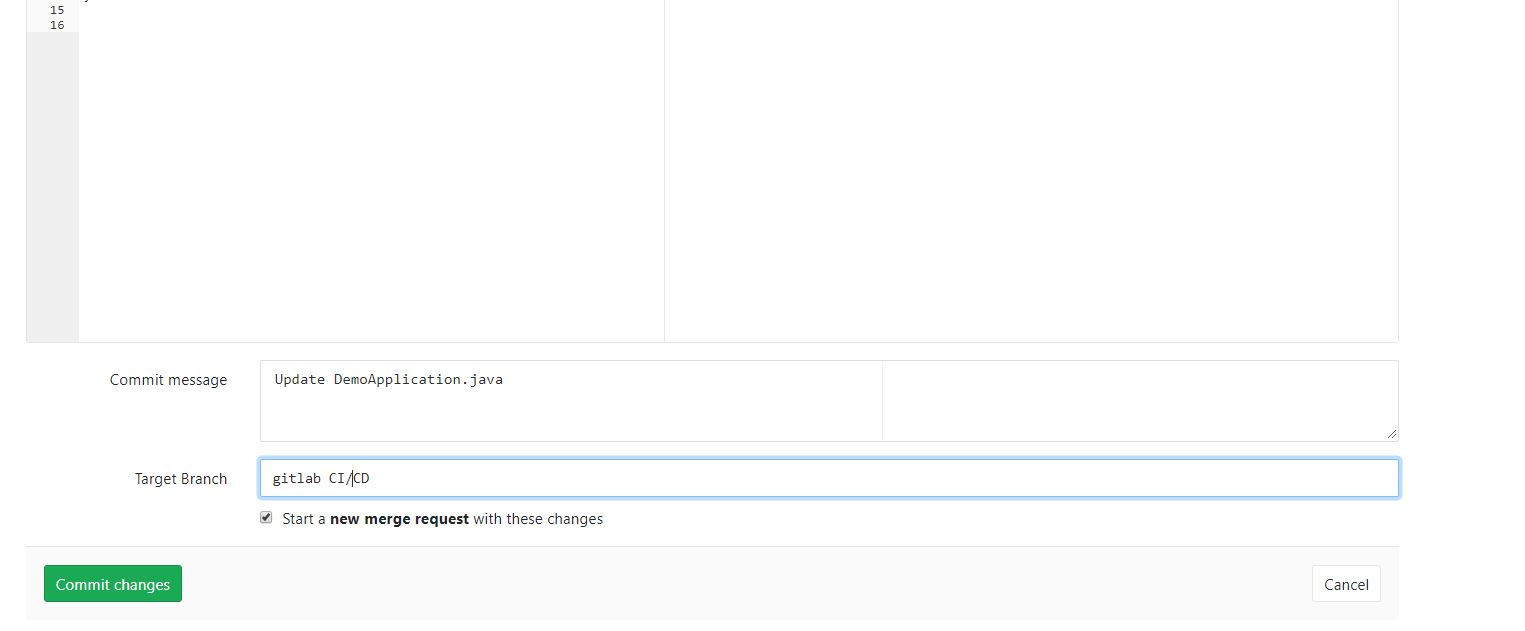 15
16
Commit message
Update DemoApplication.java
Target Branch
gitlab CI/CD
Start a new merge request with these changes
Commit changes
Cancel